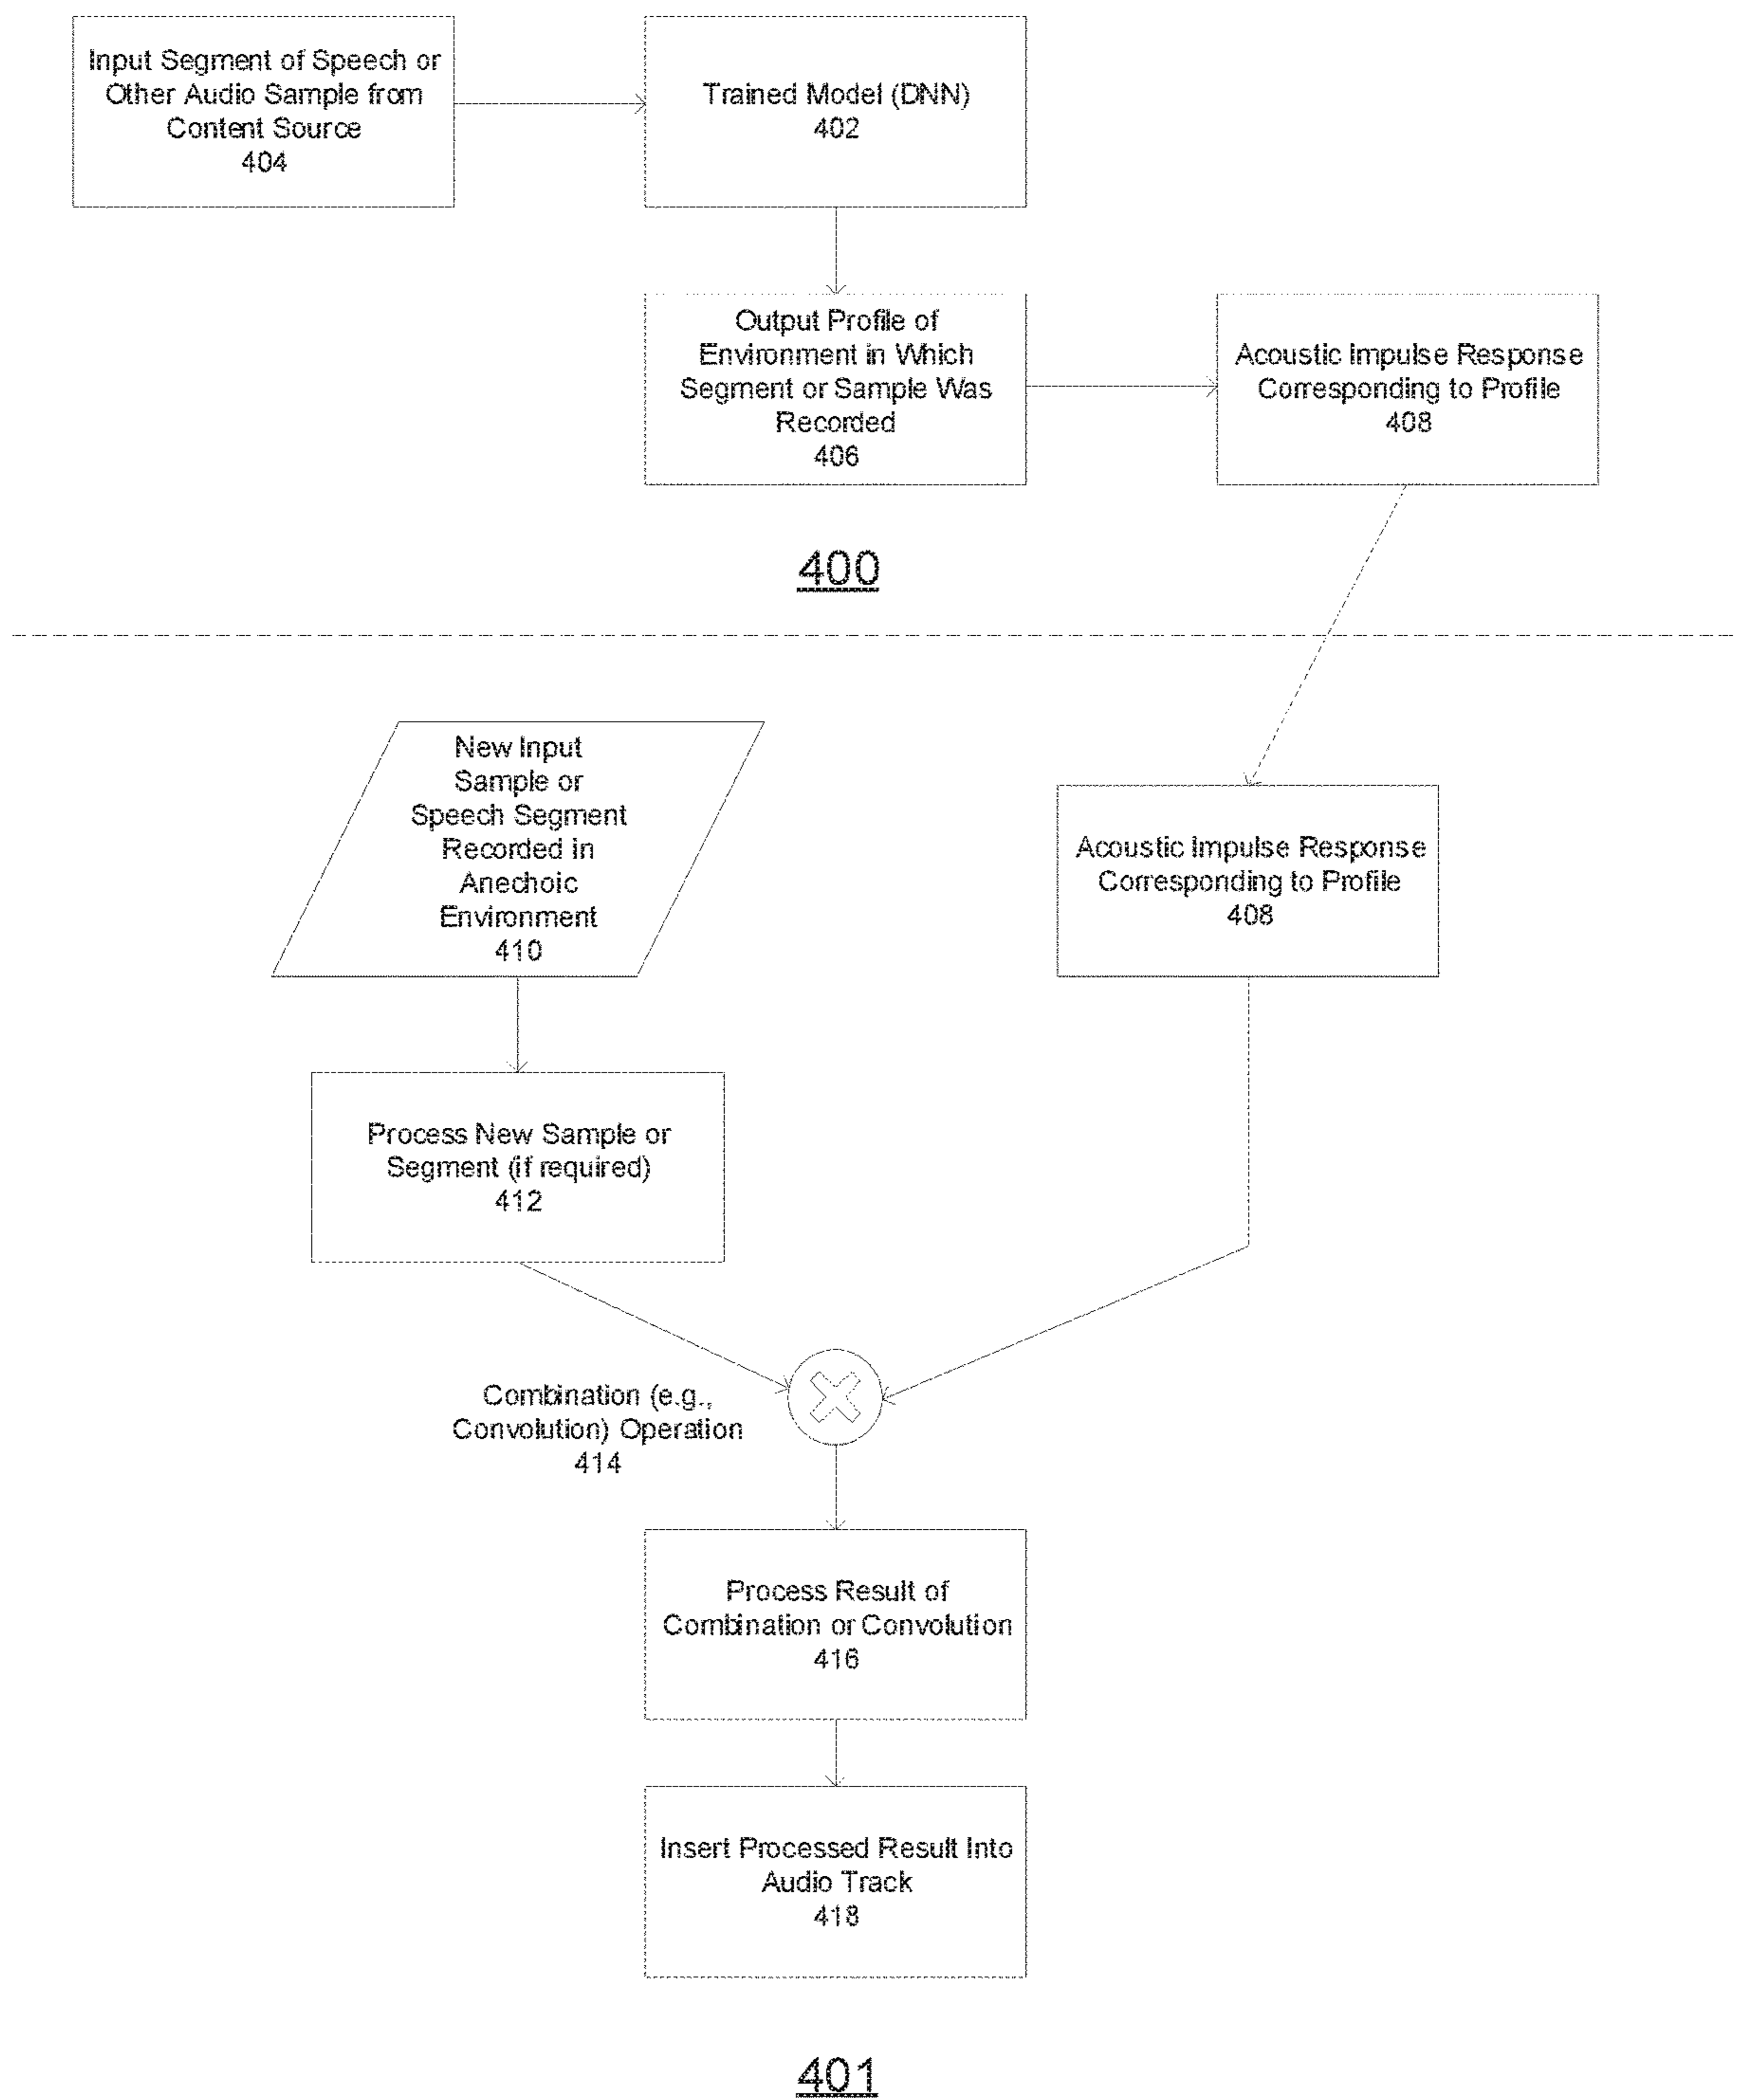 Input Segment of Speech or
Other Audio Sample from
Content Source
404
Trained Model (DNN)
402
Output Profile of
Environment in Which
Segment or Sample Was
Recorded
406
Acoustic Impulse Response
Corresponding to Profile
408
400
New Input
Sample or
Speech Segment
Recorded in
Anechoic
Environment
410
Acoustic Impulse Response
Corresponding to Profile
408
Process New Sample or
Segment (if required)
412
Combination (e.g.,
Convolution) Operation
414
Process Result of
Combination or Convolution
416
Insert Processed Result Into
Audio Track
418
401